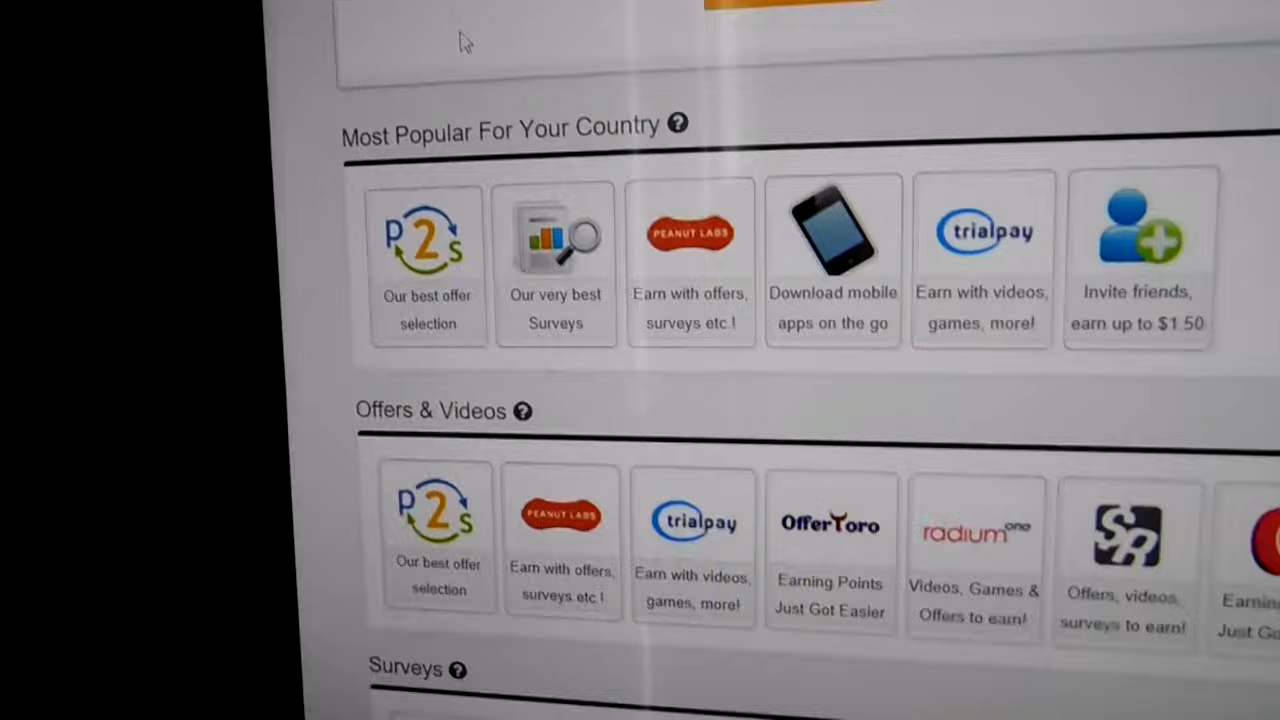 Most Popular For Your Country ?
P2S
Our best offer
selection
Our very best
Surveys
PEANUT LABS
Earn with offers,
surveys etc.!
Download mobile
apps on the go
trialpay
Earn with videos,
games, more!
Invite friends,
earn up to $1.50
Offers & Videos ?
P2S
Our best offer
selection
PEANUT LABS
Earn with offers,
surveys etc.!
trialpay
Earn with videos,
games, more!
OfferToro
Earning Points
Just Got Easier
radiumone
Videos, Games &
Offers to earn!
SR
Offers, videos,
surveys to earn!
Just
Surveys ?